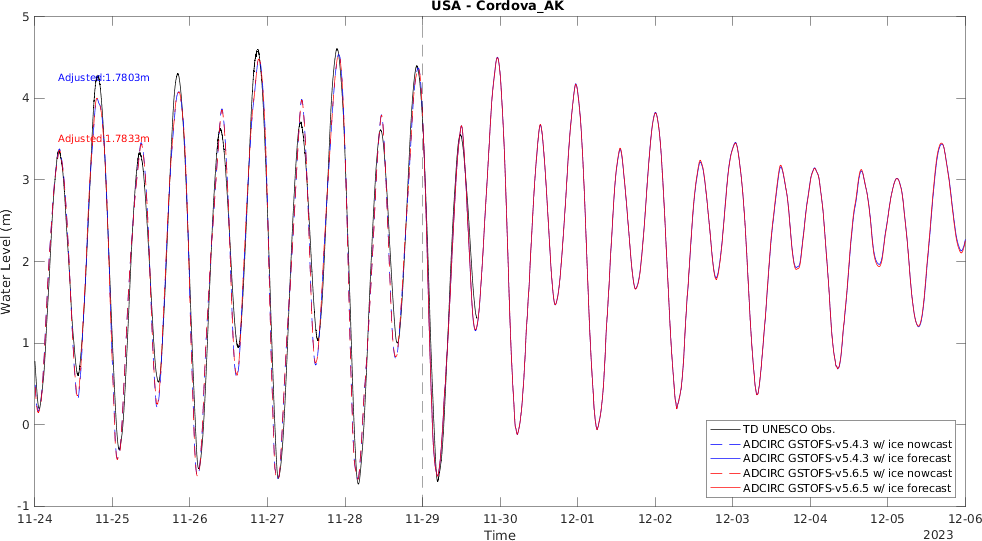 USA - Cordova_AK
5
4
3
2
1
0
-1
Water Level (m)
Adjusted:1.7803m
Adjusted:1.7833m
TD UNESCO Obs.
ADCIRC GSTOFS-v5.4.3 w/ ice nowcast
ADCIRC GSTOFS-v5.4.3 w/ ice forecast
ADCIRC GSTOFS-v5.6.5 w/ ice nowcast
ADCIRC GSTOFS-v5.6.5 w/ ice forecast
11-24 11-25 11-26 11-27 11-28 11-29 11-30 12-01 12-02 12-03 12-04 12-05 12-06
Time
2023